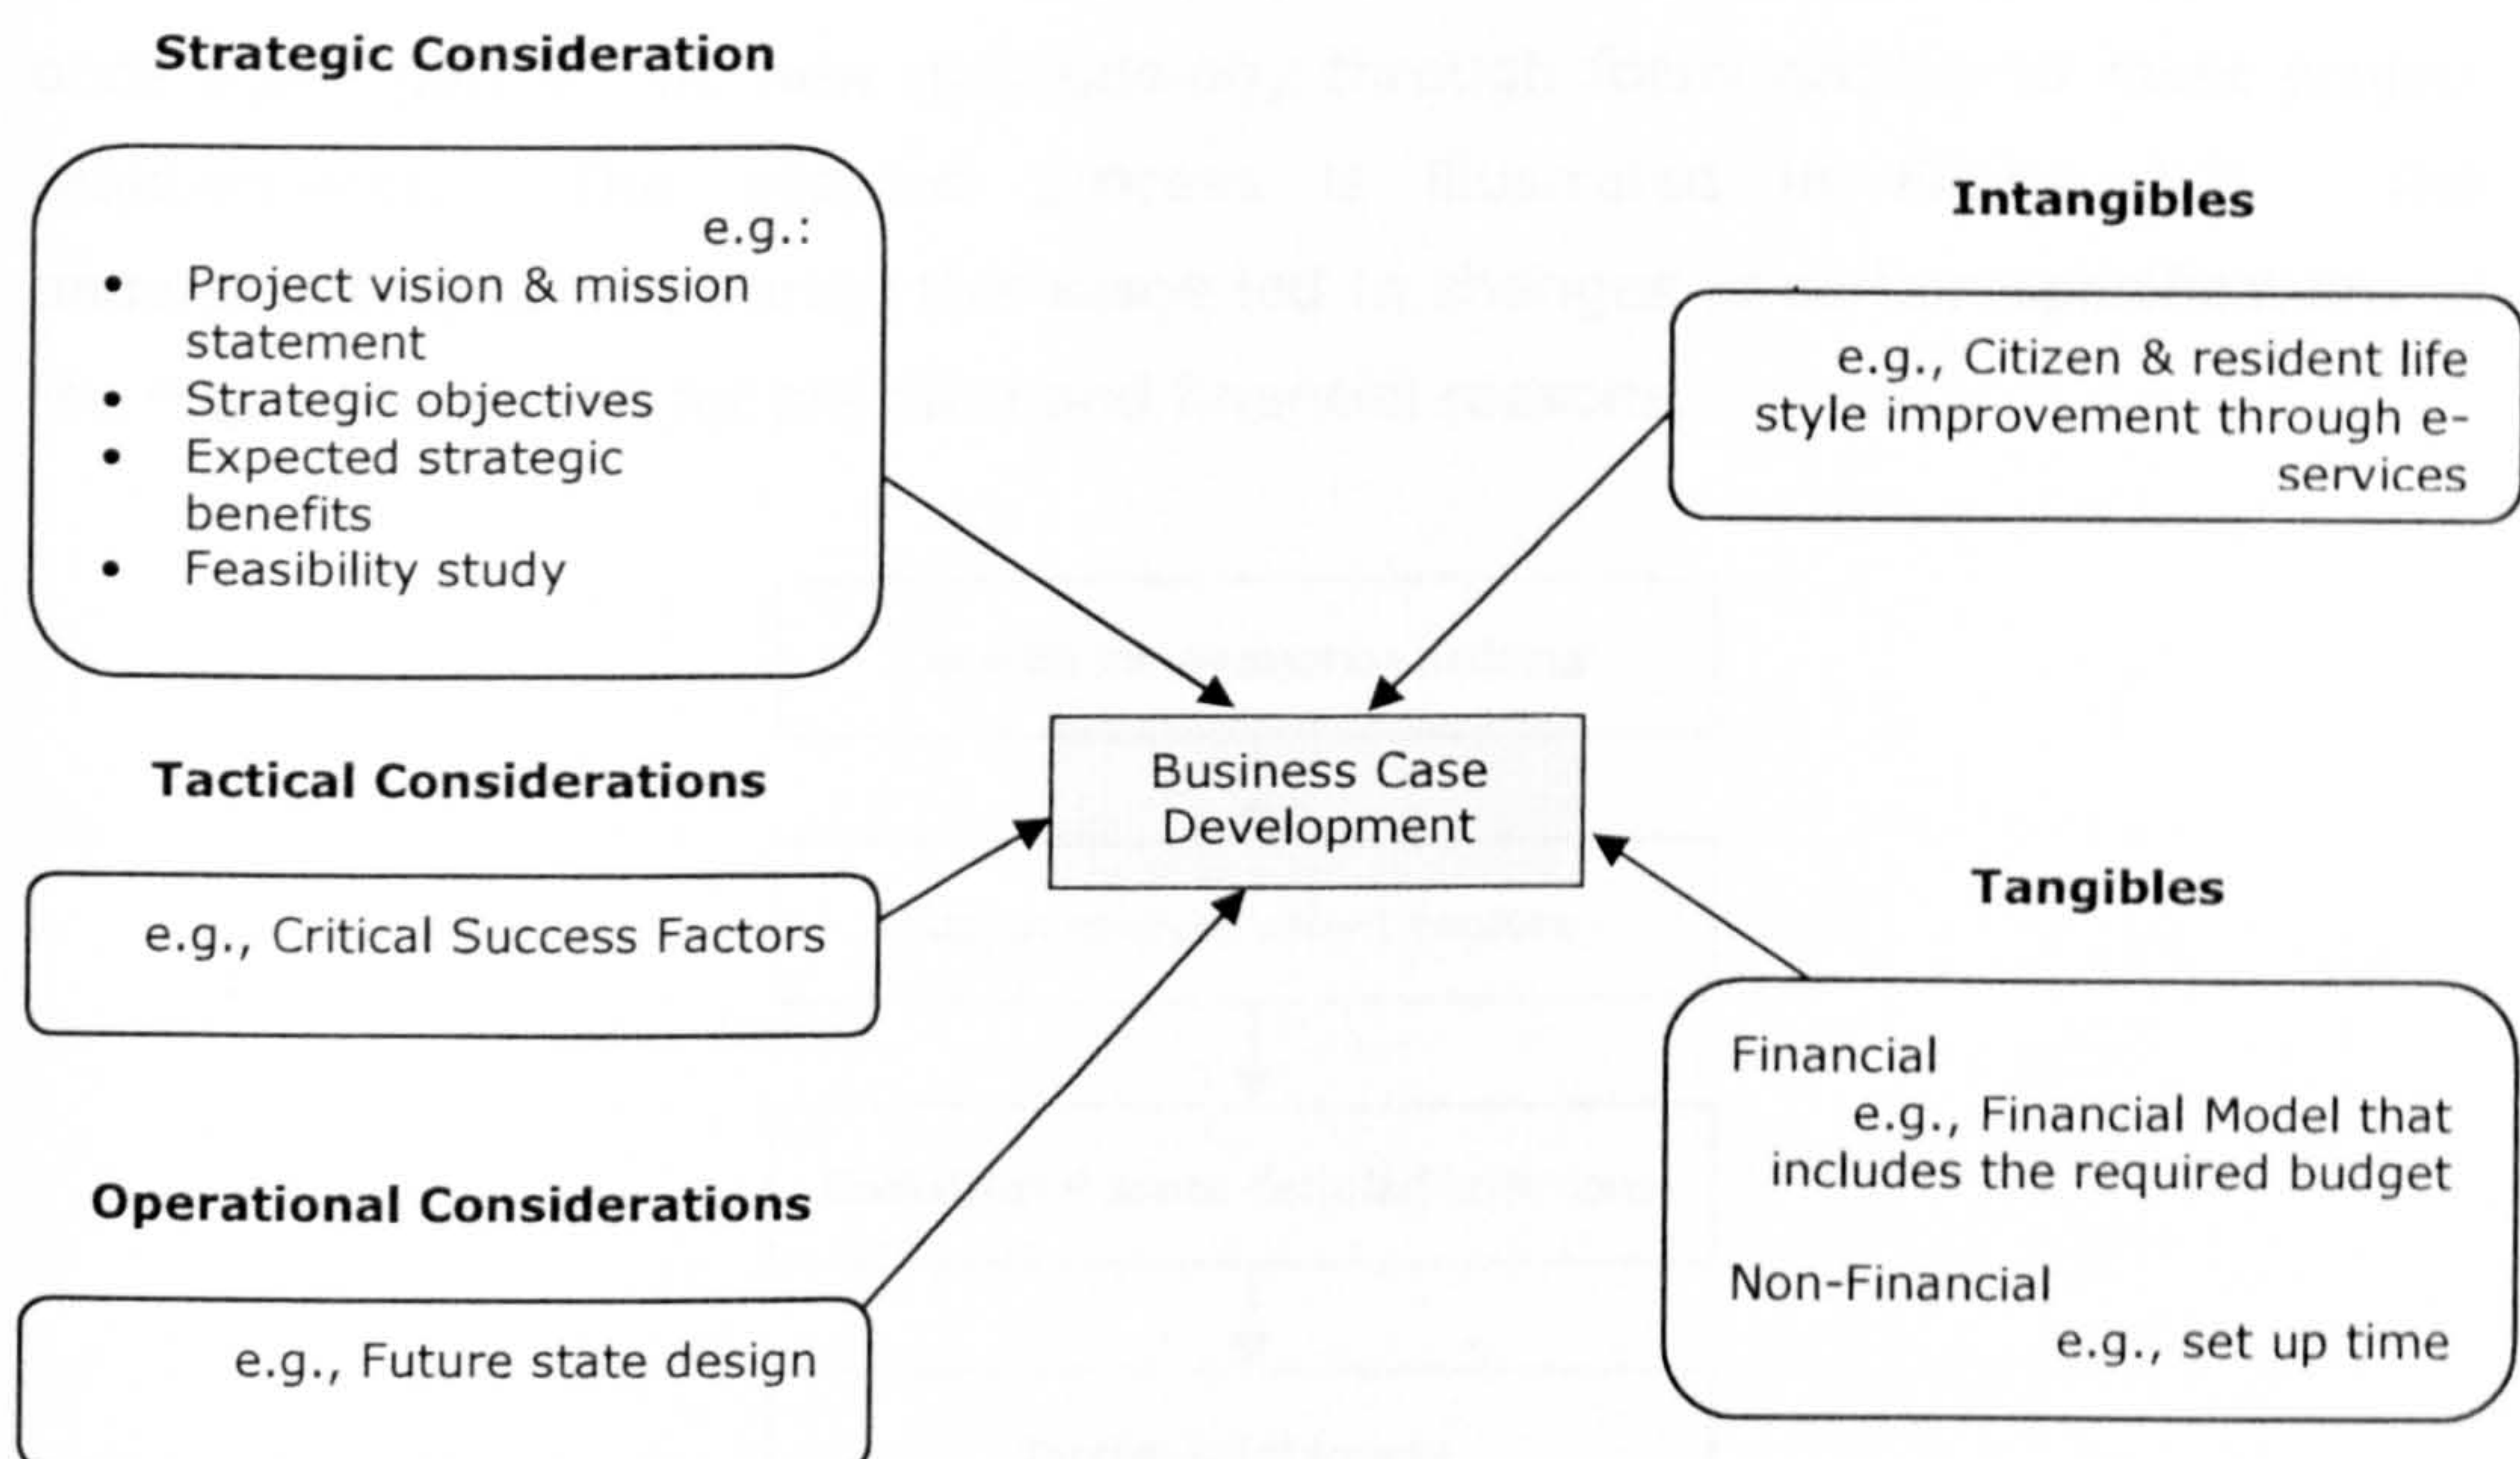 Strategic Consideration
e.g.:
• Project vision & mission
statement
• Strategic objectives
• Expected strategic
benefits
• Feasibility study
Intangibles
e.g., Citizen & resident life
style improvement through e-
services
Business Case
Development
Tactical Considerations
e.g., Critical Success Factors
Tangibles
Financial
e.g., Financial Model that
includes the required budget
Non-Financial
e.g., set up time
Operational Considerations
e.g., Future state design